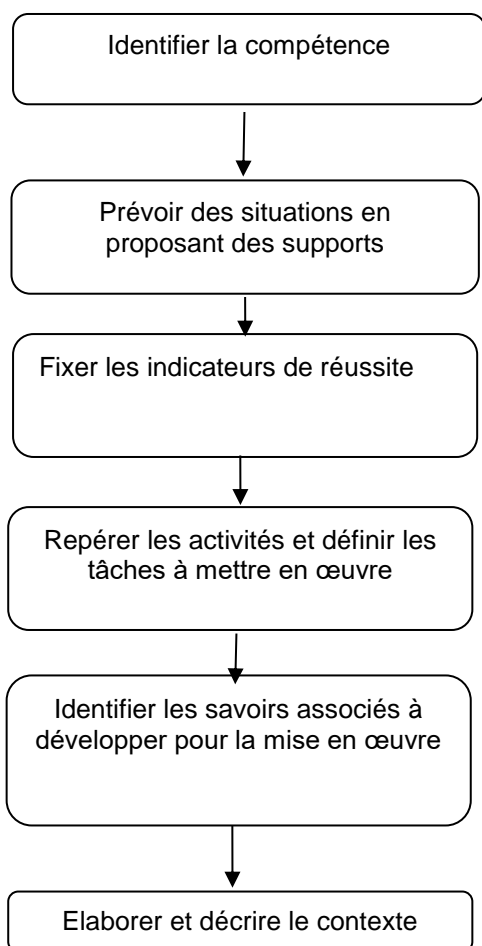 Identifier la compétence
Prévoir des situations en
proposant des supports
Fixer les indicateurs de réussite
Repérer les activités et définir les
tâches à mettre en œuvre
Identifier les savoirs associés à
développer pour la mise en œuvre
Elaborer et décrire le contexte